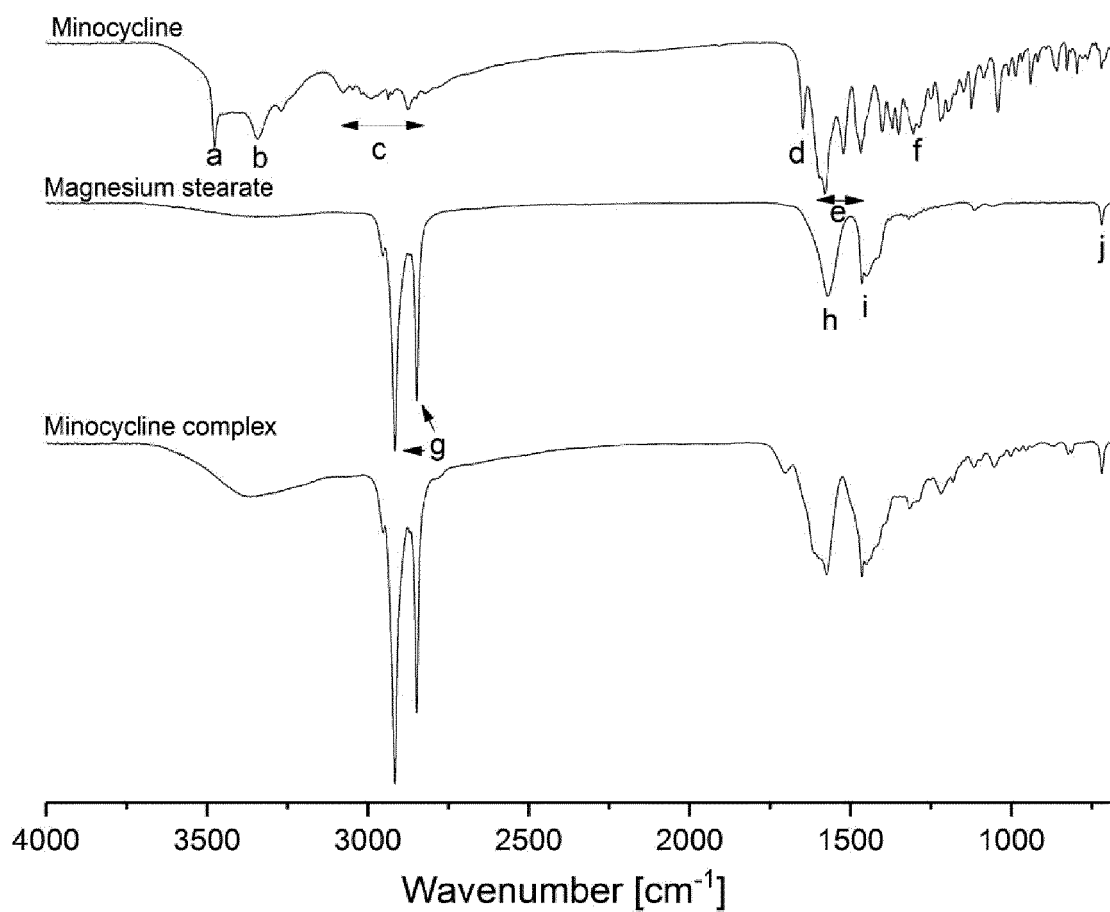 Minocycline
a
b
c
d
e
f
Magnesium stearate
g
h
i
j
Minocycline complex
4000 3500 3000 2500 2000 1500 1000
Wavenumber [cm⁻¹]